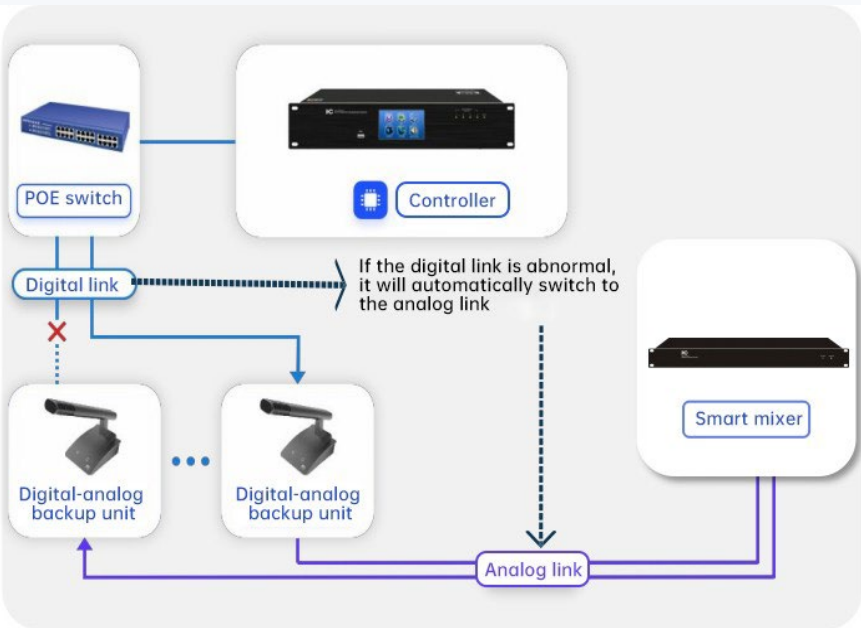 POE switch
Controller
Digital link
If the digital link is abnormal,
it will automatically switch to
the analog link
Smart mixer
Digital-analog
backup unit
Digital-analog
backup unit
Analog link